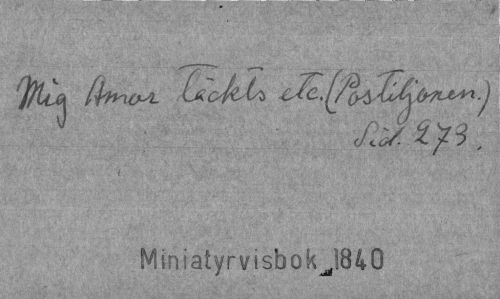 Mig Amor täckts etc. (Postiljonen.)
Sid. 273.
Miniatyrvisbok 1840